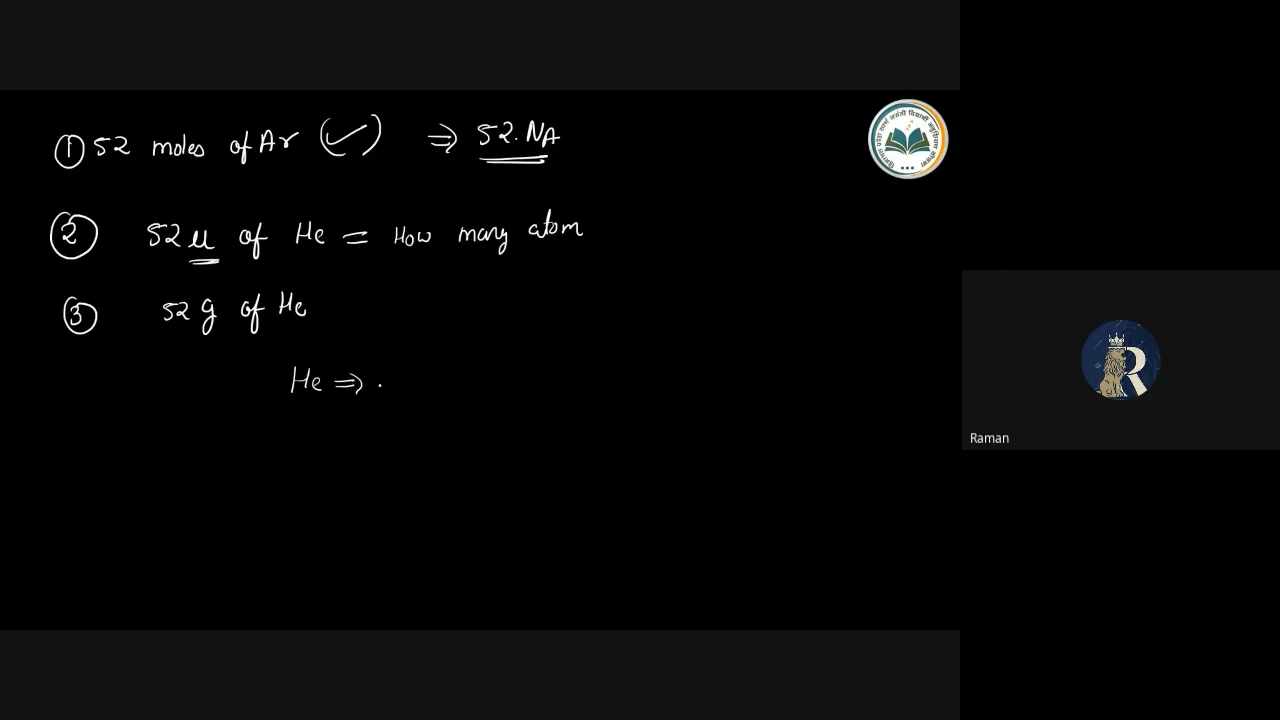 ① 52 moles of Ar (✓) ⇒ 52.NA
② 52 u of He = How many atom
③ 52 g of He
He ⇒ .
R
Raman